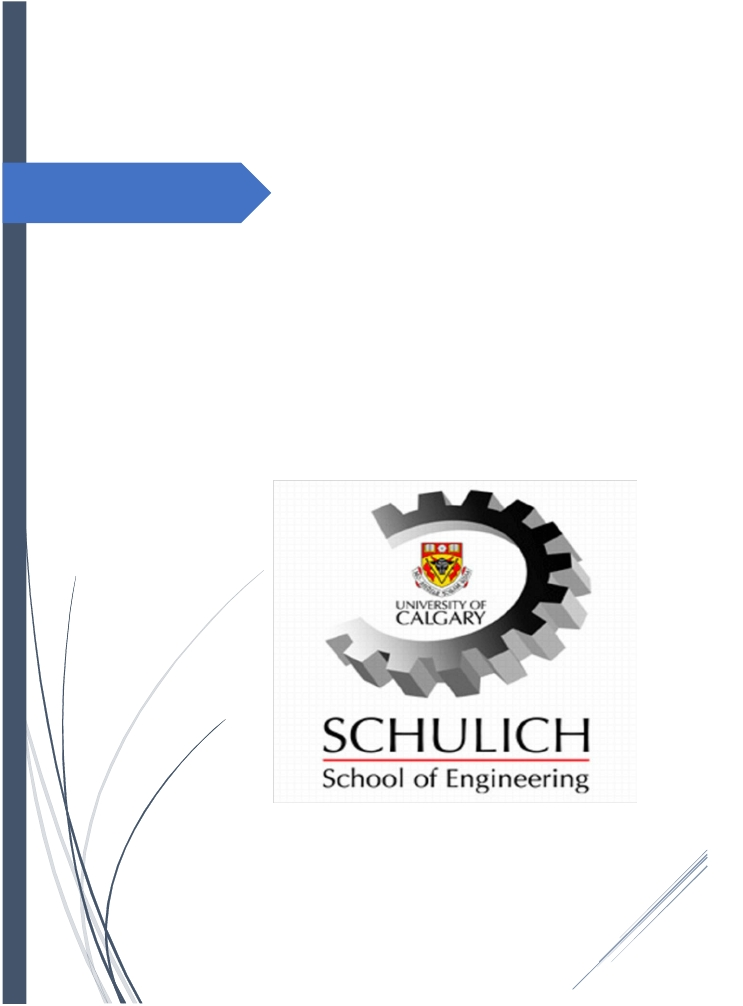 UNIVERSITY OF
CALGARY
SCHULICH
School of Engineering